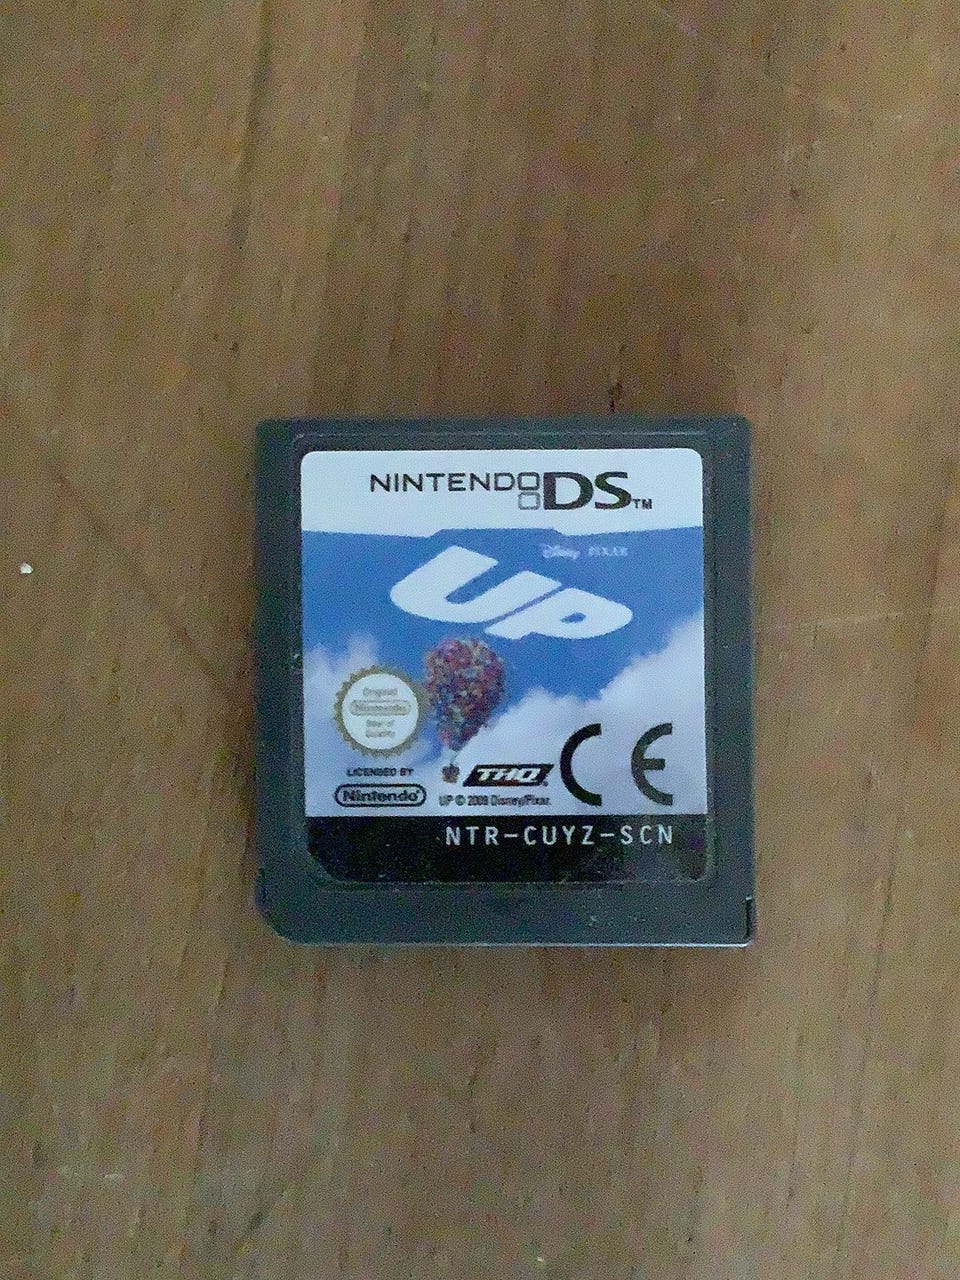 NINTENDO DS™
Disney PIXAR
UP
Original
Nintendo
Seal of
Quality
LICENSED BY
Nintendo
THQ
UP © 2009 Disney/Pixar.
CE
NTR-CUYZ-SCN